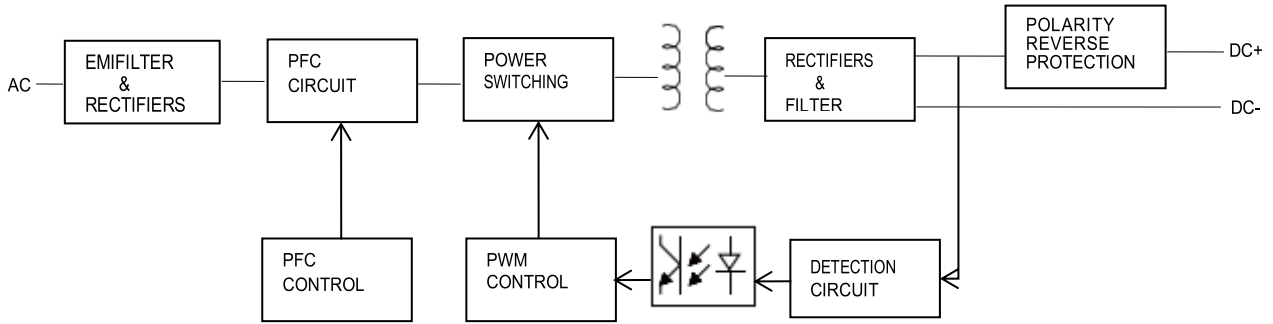 AC
EMIFILTER
&
RECTIFIERS
PFC
CIRCUIT
POWER
SWITCHING
RECTIFIERS
&
FILTER
POLARITY
REVERSE
PROTECTION
DC+
DC-
PFC
CONTROL
PWM
CONTROL
DETECTION
CIRCUIT